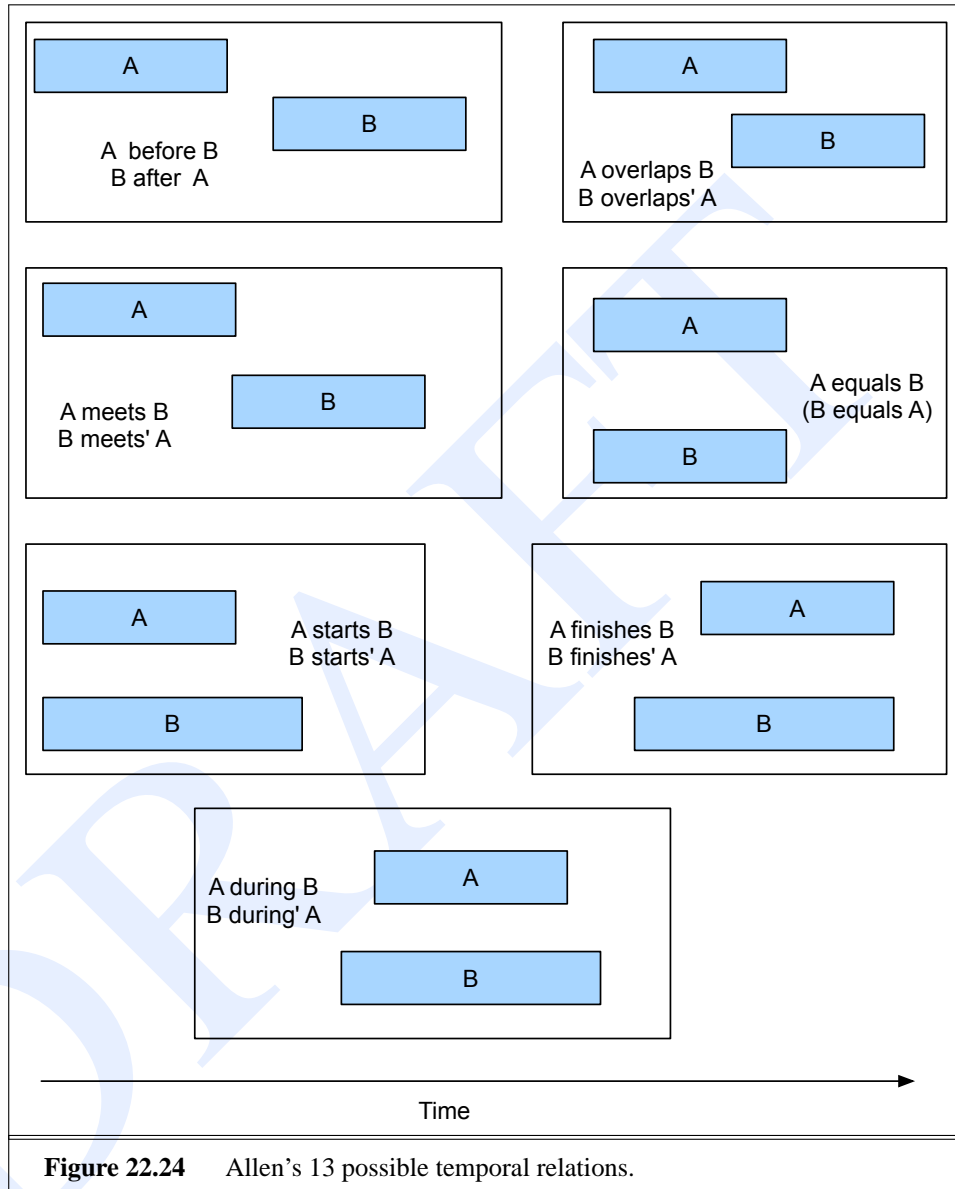 A
B
A before B
B after A
A
B
A overlaps B
B overlaps' A
A
B
A meets B
B meets' A
A
A equals B
(B equals A)
B
A
A starts B
B starts' A
B
A
A finishes B
B finishes' A
B
A
A during B
B during' A
B
Time
Figure 22.24 Allen's 13 possible temporal relations.
DRAFT